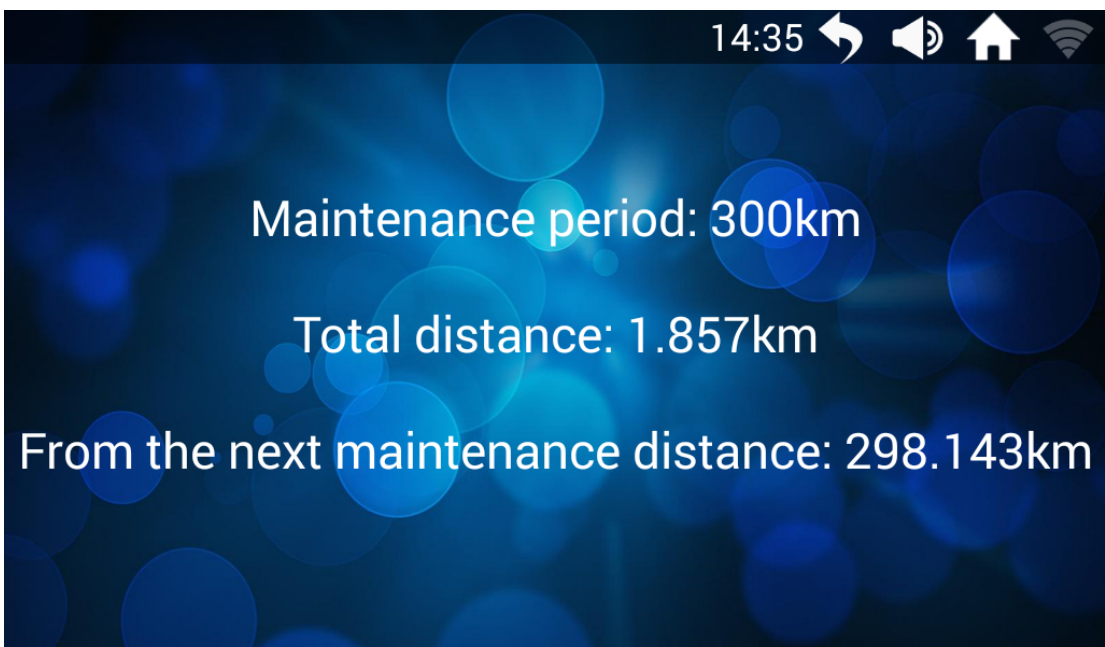 14:35
Maintenance period: 300km
Total distance: 1.857km
From the next maintenance distance: 298.143km